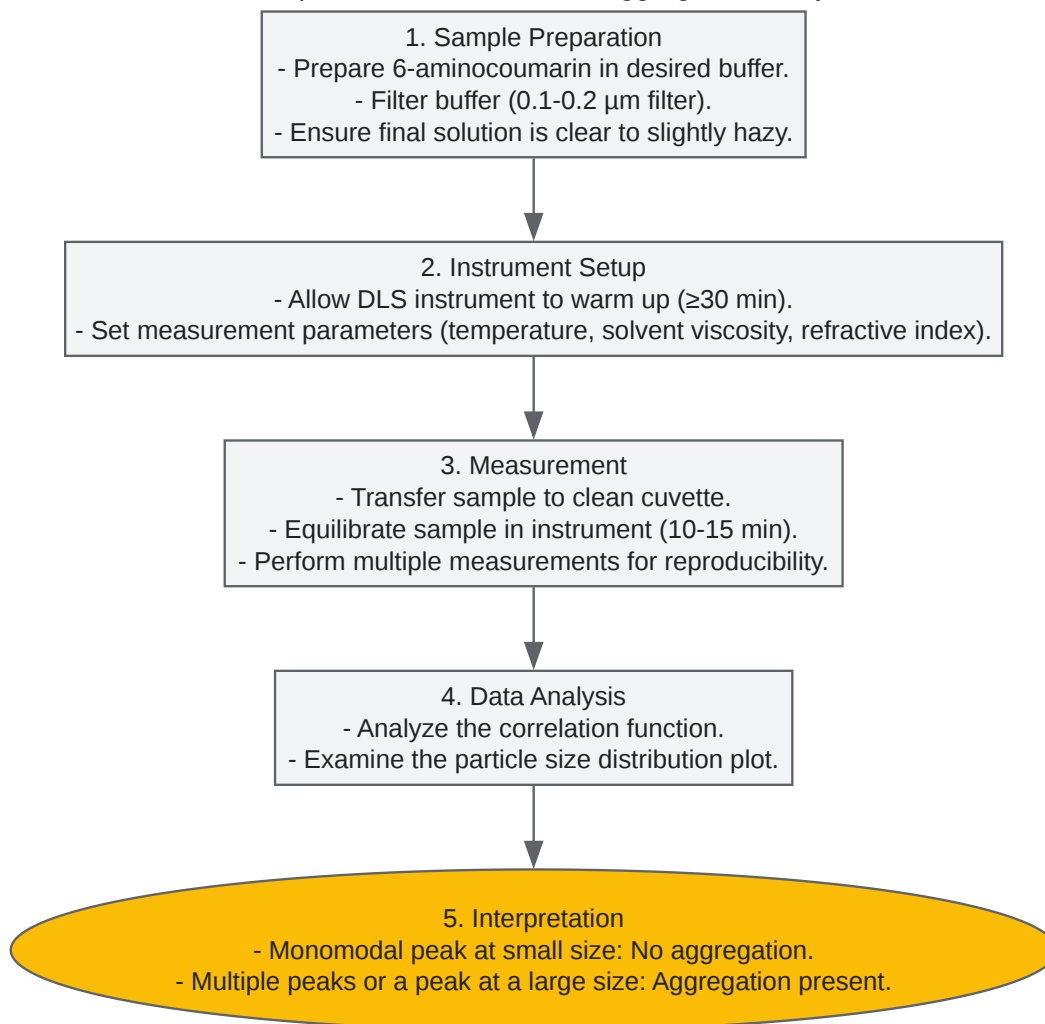 1. Sample Preparation
- Prepare 6-aminocoumarin in desired buffer.
- Filter buffer (0.1-0.2 µm filter).
- Ensure final solution is clear to slightly hazy.
2. Instrument Setup
- Allow DLS instrument to warm up (≥30 min).
- Set measurement parameters (temperature, solvent viscosity, refractive index).
3. Measurement
- Transfer sample to clean cuvette.
- Equilibrate sample in instrument (10-15 min).
- Perform multiple measurements for reproducibility.
4. Data Analysis
- Analyze the correlation function.
- Examine the particle size distribution plot.
5. Interpretation
- Monomodal peak at small size: No aggregation.
- Multiple peaks or a peak at a large size: Aggregation present.